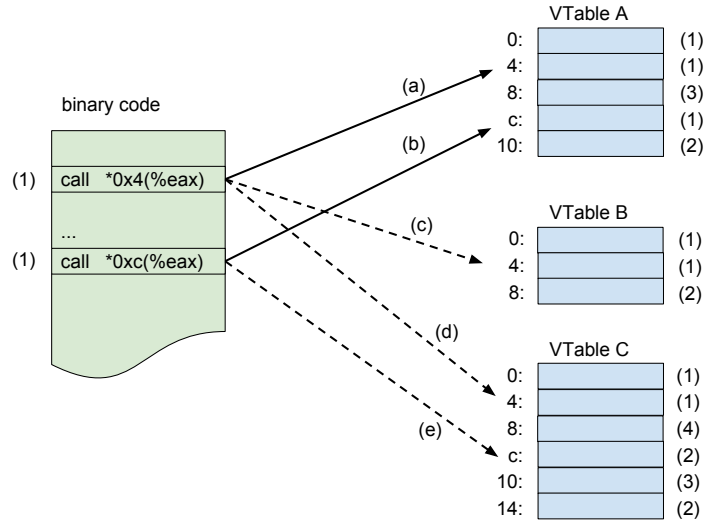 VTable A
0: (1)
4: (1)
8: (3)
c: (1)
10: (2)
(a)
binary code
(b)
(1) call *0x4(%eax)
...
(1) call *0xc(%eax)
(c)
VTable B
0: (1)
4: (1)
8: (2)
(d)
VTable C
0: (1)
4: (1)
8: (4)
(e)
c: (2)
10: (3)
14: (2)